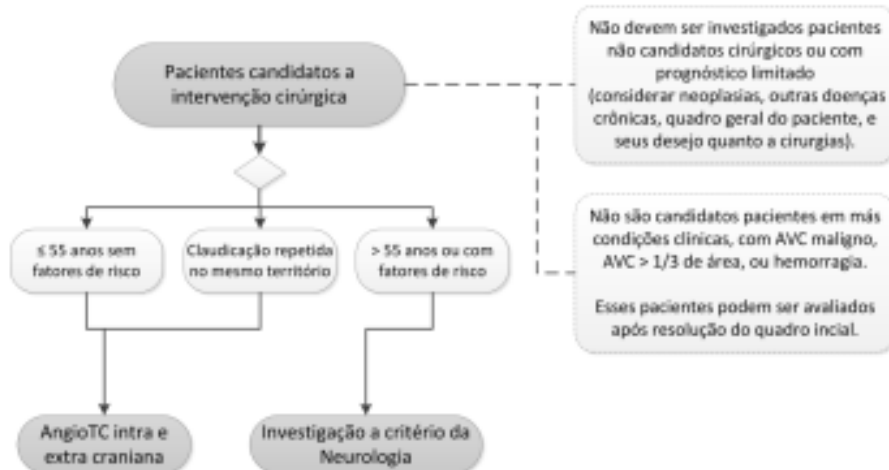 Pacientes candidatos a
intervenção cirúrgica
Não devem ser investigados pacientes
não candidatos cirúrgicos ou com
prognóstico limitado
(considerar neoplasias, outras doenças
crônicas, quadro geral do paciente, e
seus desejo quanto a cirurgias).
≤ 55 anos sem
fatores de risco
Claudicação repetida
no mesmo território
> 55 anos ou com
fatores de risco
Não são candidatos pacientes em más
condições clínicas, com AVC maligno,
AVC > 1/3 de área, ou hemorragia.
Esses pacientes podem ser avaliados
após resolução do quadro incial.
AngioTC intra e
extra craniana
Investigação a critério da
Neurologia